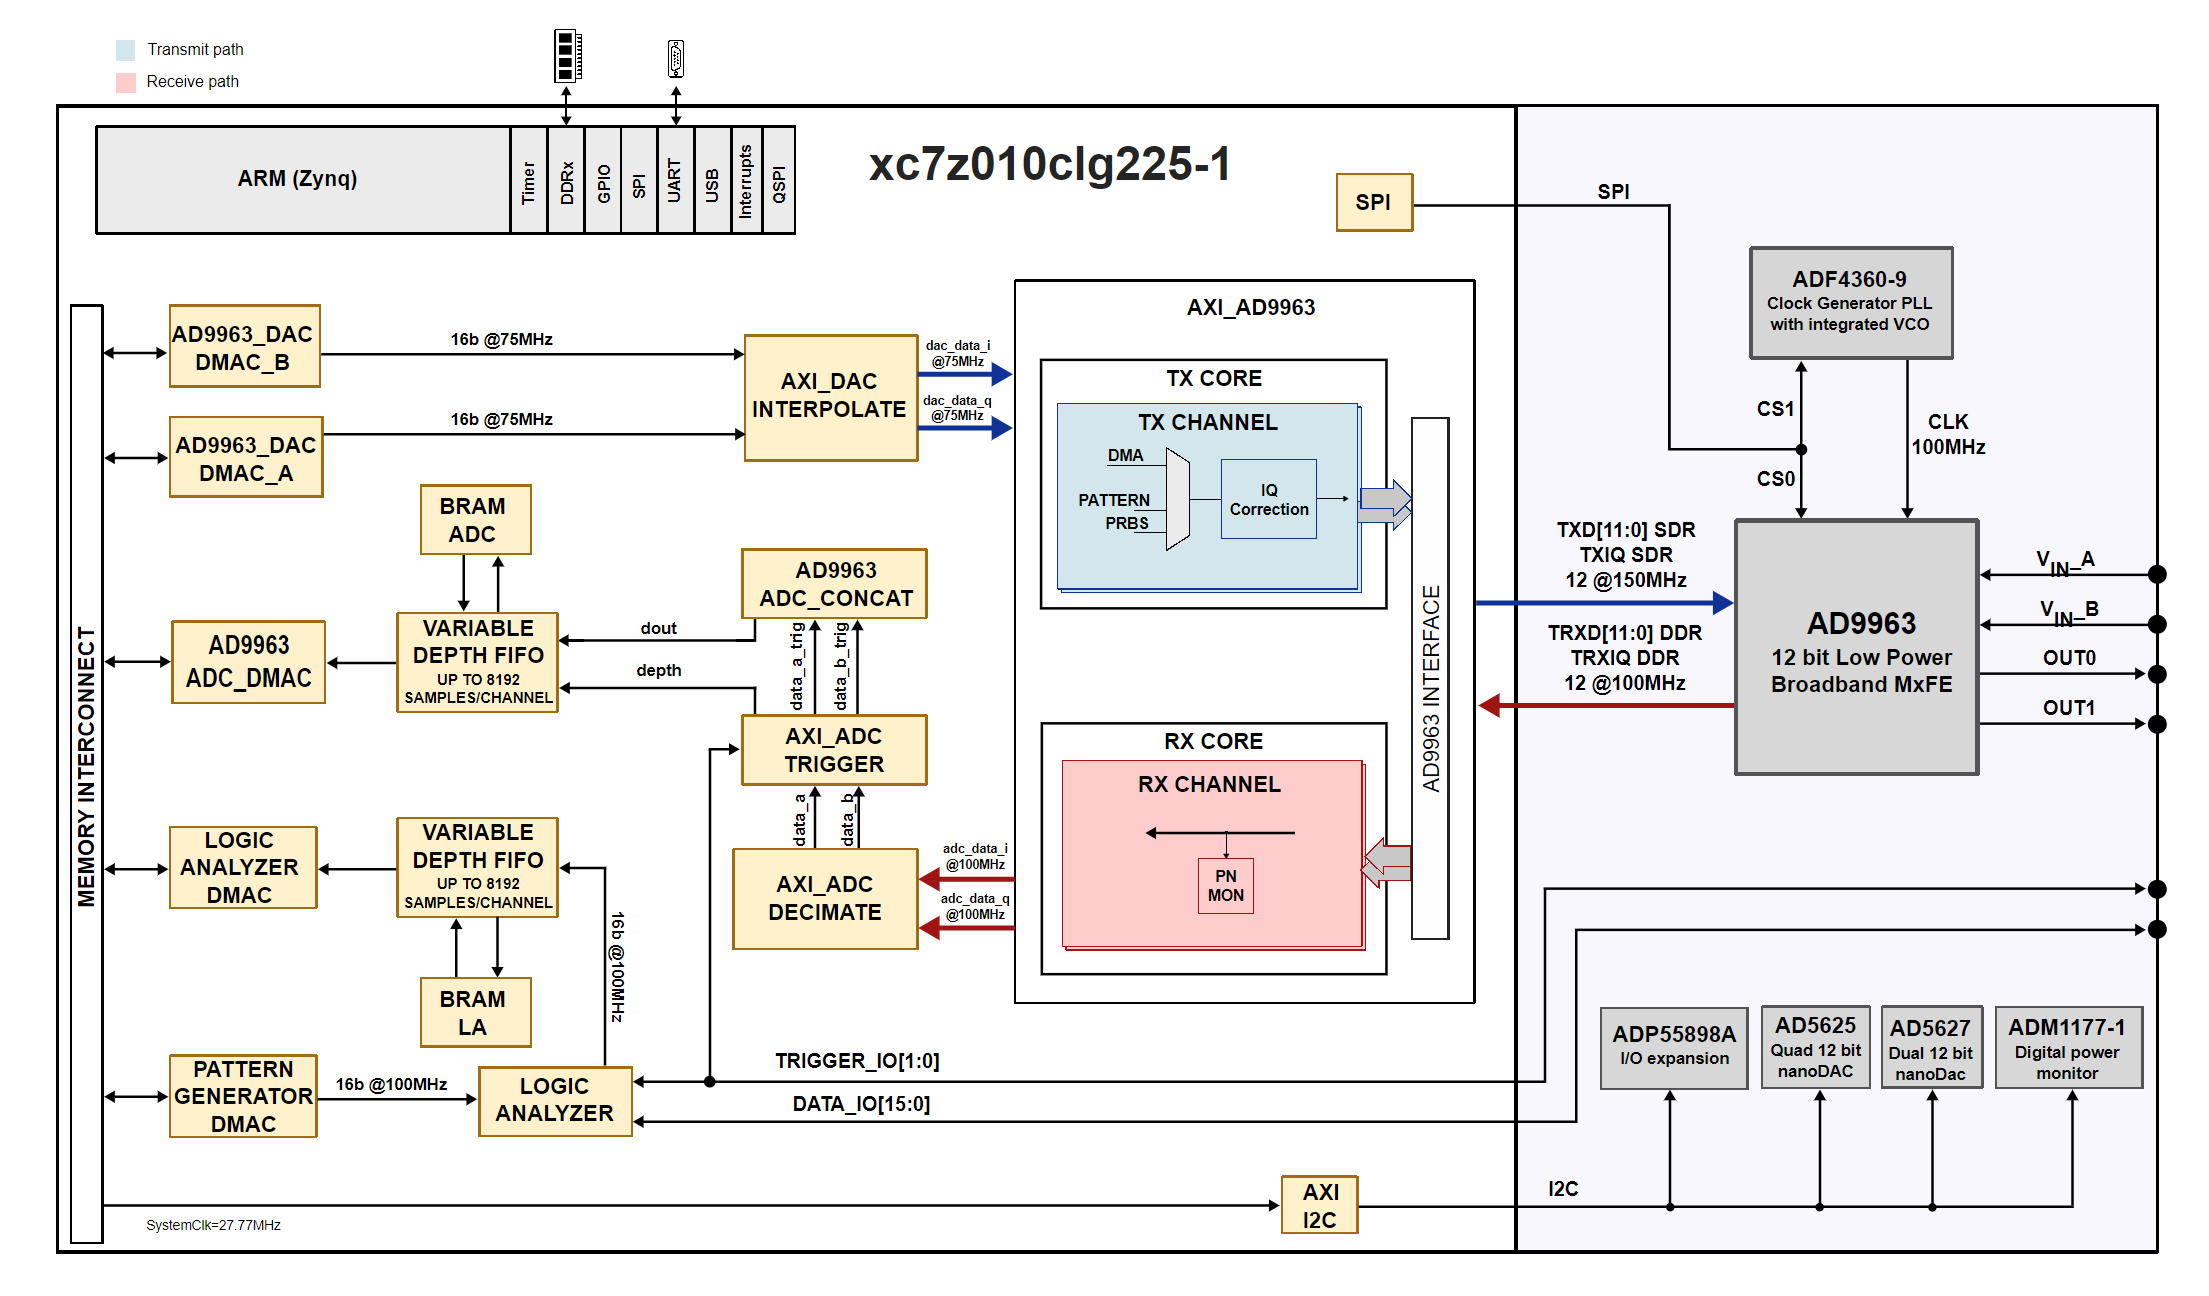 Transmit path
Receive path
ARM (Zynq)
Timer
DDRx
GPIO
SPI
UART
USB
Interrupts
QSPI
xc7z010clg225-1
SPI
SPI
ADF4360-9
Clock Generator PLL
with integrated VCO
CS1
CS0
CLK
100MHz
MEMORY INTERCONNECT
AD9963_DAC
DMAC_B
16b @75MHz
AD9963_DAC
DMAC_A
16b @75MHz
AXI_DAC
INTERPOLATE
dac_data_i
@75MHz
dac_data_q
@75MHz
AXI_AD9963
TX CORE
TX CHANNEL
DMA
PATTERN
PRBS
IQ
Correction
AD9963 INTERFACE
TXD[11:0] SDR
TXIQ SDR
12 @150MHz
TRXD[11:0] DDR
TRXIQ DDR
12 @100MHz
AD9963
12 bit Low Power
Broadband MxFE
VIN_A
VIN_B
OUT0
OUT1
BRAM
ADC
AD9963
ADC_DMAC
VARIABLE
DEPTH FIFO
UP TO 8192
SAMPLES/CHANNEL
dout
depth
AD9963
ADC_CONCAT
data_a_trig
data_b_trig
AXI_ADC
TRIGGER
data_a
data_b
AXI_ADC
DECIMATE
adc_data_i
@100MHz
adc_data_q
@100MHz
RX CORE
RX CHANNEL
PN
MON
LOGIC
ANALYZER
DMAC
VARIABLE
DEPTH FIFO
UP TO 8192
SAMPLES/CHANNEL
16b @100MHz
BRAM
LA
PATTERN
GENERATOR
DMAC
16b @100MHz
LOGIC
ANALYZER
TRIGGER_IO[1:0]
DATA_IO[15:0]
ADP55898A
I/O expansion
AD5625
Quad 12 bit
nanoDAC
AD5627
Dual 12 bit
nanoDac
ADM1177-1
Digital power
monitor
AXI
I2C
I2C
SystemClk=27.77MHz